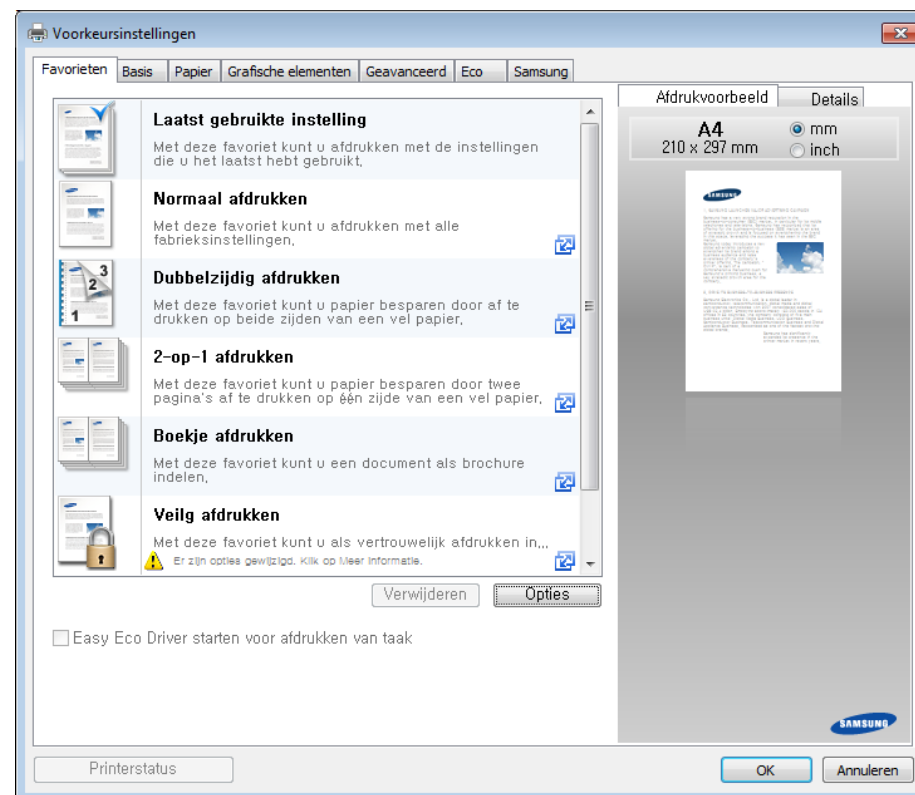 Voorkeursinstellingen
Favorieten
Basis
Papier
Grafische elementen
Geavanceerd
Eco
Samsung
Laatst gebruikte instelling
Met deze favoriet kunt u afdrukken met de instellingen
die u het laatst hebt gebruikt.
Normaal afdrukken
Met deze favoriet kunt u afdrukken met alle
fabrieksinstellingen.
Dubbelzijdig afdrukken
Met deze favoriet kunt u papier besparen door af te
drukken op beide zijden van een vel papier.
2-op-1 afdrukken
Met deze favoriet kunt u papier besparen door twee
pagina's af te drukken op één zijde van een vel papier.
Boekje afdrukken
Met deze favoriet kunt u een document als brochure
indelen.
Veilg afdrukken
Met deze favoriet kunt u als vertrouwelijk afdrukken in...
Er zijn opties gewijzigd. Klik op Meer informatie.
Verwijderen
Opties
Easy Eco Driver starten voor afdrukken van taak
Afdrukvoorbeeld
Details
A4
210 x 297 mm
mm
inch
SAMSUNG
SAMSUNG
Printerstatus
OK
Annuleren
1
2
3